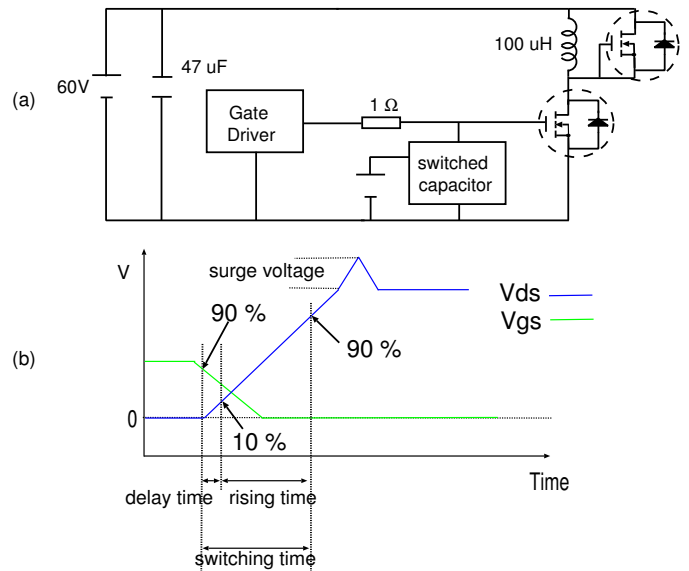 (a)
60V
47 uF
Gate
Driver
1 Ω
switched
capacitor
100 uH
(b)
V
surge voltage
90 %
90 %
10 %
Vds
Vgs
0
Time
delay time
rising time
switching time